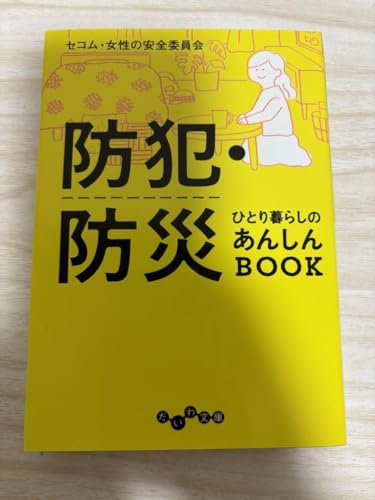 セコム・女性の安全委員会
防犯・
防災
ひとり暮らしの
あんしん
BOOK
だいわ文庫